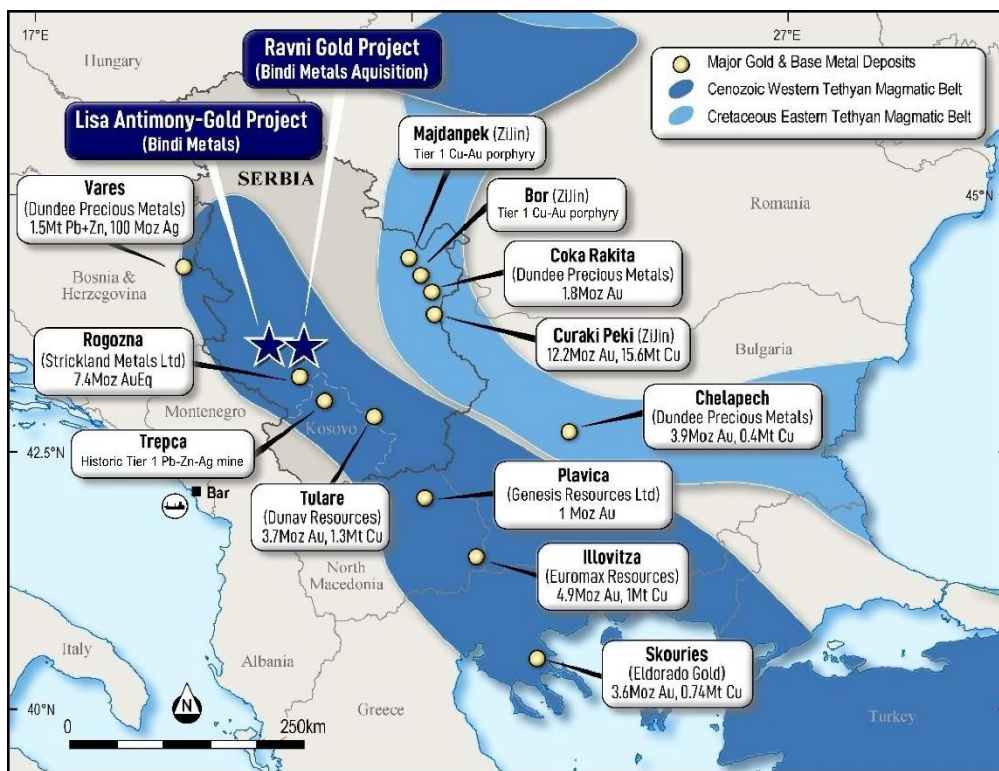 17°E
27°E
Hungary
Ravni Gold Project
(Bindi Metals Aquisition)
Major Gold & Base Metal Deposits
Cenozoic Western Tethyan Magmatic Belt
Cretaceous Eastern Tethyan Magmatic Belt
Lisa Antimony-Gold Project
(Bindi Metals)
Majdanpek (ZiJin)
Tier 1 Cu-Au porphyry
SERBIA
Vares
(Dundee Precious Metals)
1.5Mt Pb+Zn, 100 Moz Ag
Bor (ZiJin)
Tier 1 Cu-Au porphyry
Romania
45°N
Bosnia &
Herzegovina
Coka Rakita
(Dundee Precious Metals)
1.8Moz Au
Rogozna
(Strickland Metals Ltd)
7.4Moz AuEq
Curaki Peki (ZiJin)
12.2Moz Au, 15.6Mt Cu
Bulgaria
Chelapech
(Dundee Precious Metals)
3.9Moz Au, 0.4Mt Cu
Montenegro
Kosovo
Trepca
Historic Tier 1 Pb-Zn-Ag mine
42.5°N
Bar
Tulare
(Dunav Resources)
3.7Moz Au, 1.3Mt Cu
Plavica
(Genesis Resources Ltd)
1 Moz Au
North
Macedonia
Illovitza
(Euromax Resources)
4.9Moz Au, 1Mt Cu
Italy
Albania
Skouries
(Eldorado Gold)
3.6Moz Au, 0.74Mt Cu
N
40°N
Greece
Turkey
0
250km